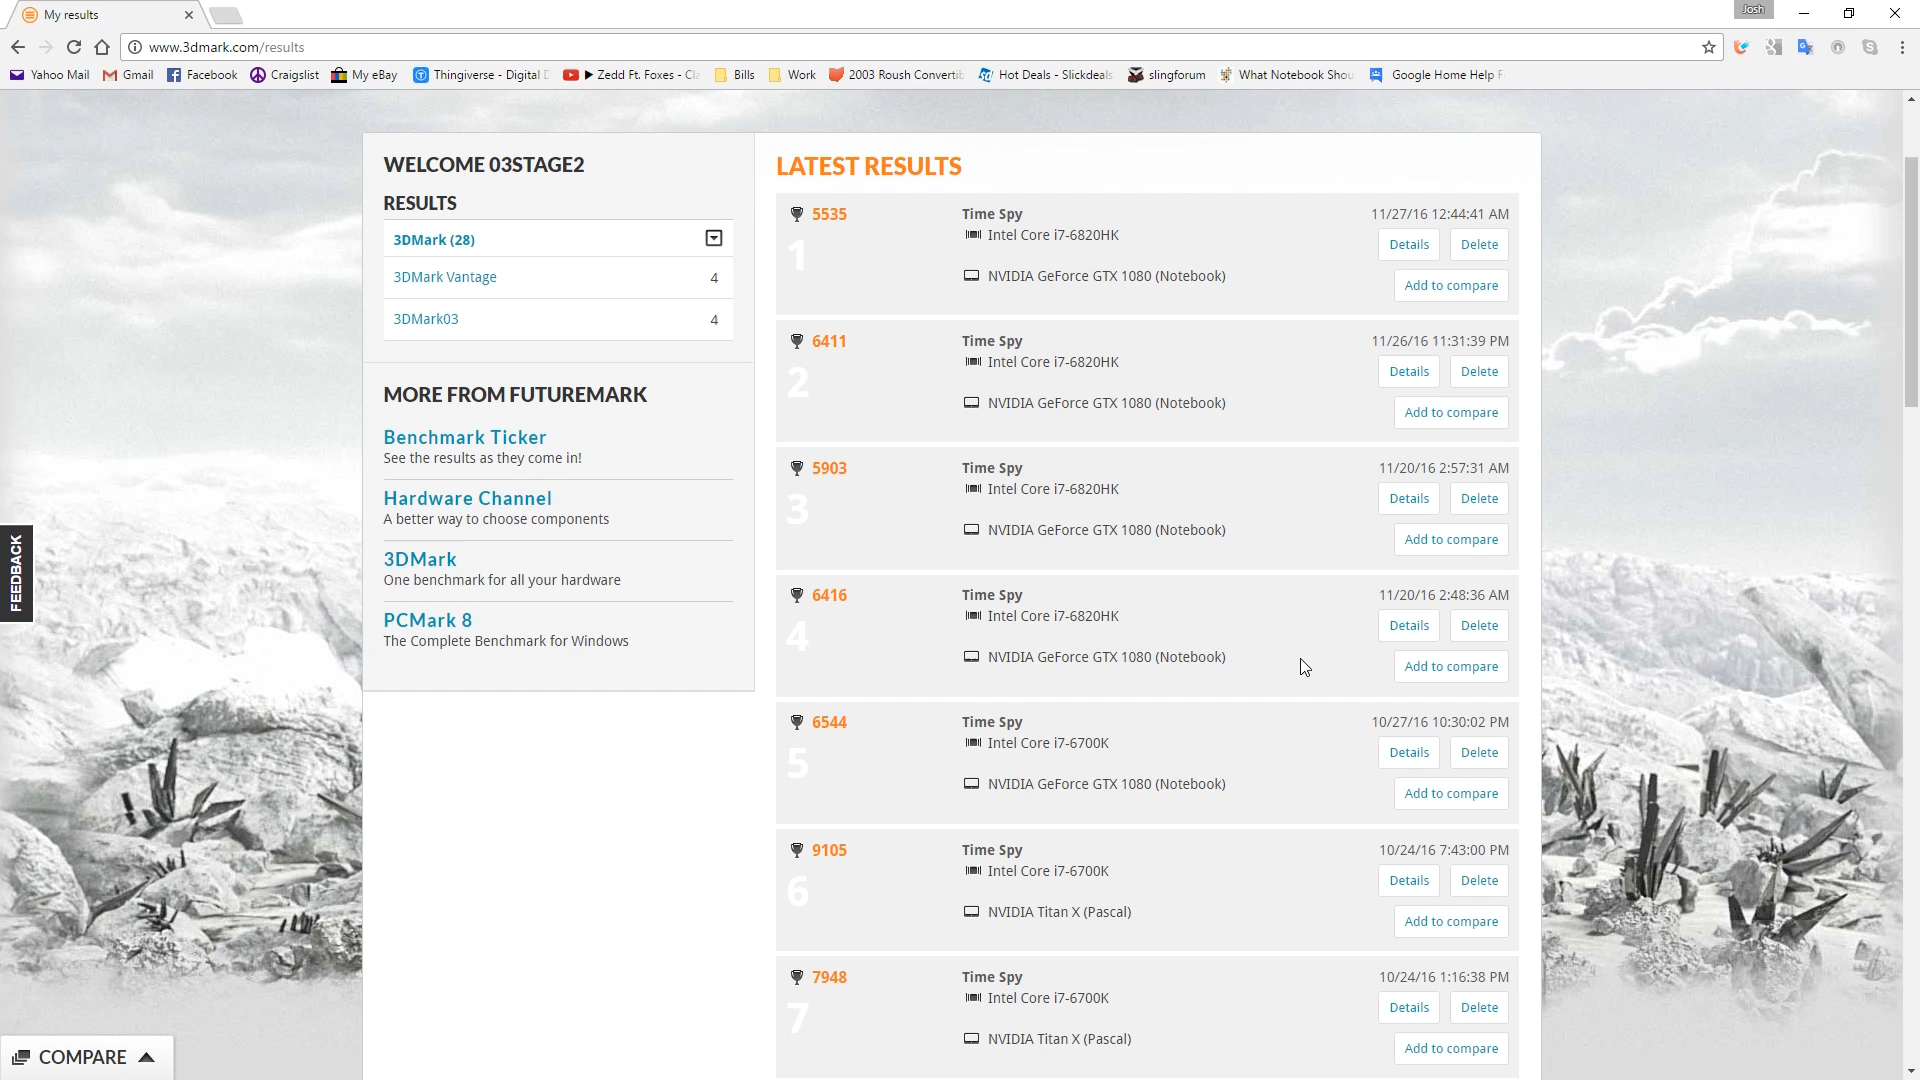 My results
Josh
www.3dmark.com/results
Yahoo Mail
Gmail
Facebook
Craigslist
My eBay
Thingiverse - Digital D
▶ Zedd Ft. Foxes - Cla
Bills
Work
2003 Roush Convertib
Hot Deals - Slickdeals
slingforum
What Notebook Shou
Google Home Help F
WELCOME 03STAGE2
RESULTS
3DMark (28)
3DMark Vantage 4
3DMark03 4
MORE FROM FUTUREMARK
Benchmark Ticker
See the results as they come in!
Hardware Channel
A better way to choose components
3DMark
One benchmark for all your hardware
PCMark 8
The Complete Benchmark for Windows
FEEDBACK
COMPARE
LATEST RESULTS
5535 Time Spy 11/27/16 12:44:41 AM
1 Intel Core i7-6820HK Details Delete
NVIDIA GeForce GTX 1080 (Notebook) Add to compare
6411 Time Spy 11/26/16 11:31:39 PM
2 Intel Core i7-6820HK Details Delete
NVIDIA GeForce GTX 1080 (Notebook) Add to compare
5903 Time Spy 11/20/16 2:57:31 AM
3 Intel Core i7-6820HK Details Delete
NVIDIA GeForce GTX 1080 (Notebook) Add to compare
6416 Time Spy 11/20/16 2:48:36 AM
4 Intel Core i7-6820HK Details Delete
NVIDIA GeForce GTX 1080 (Notebook) Add to compare
6544 Time Spy 10/27/16 10:30:02 PM
5 Intel Core i7-6700K Details Delete
NVIDIA GeForce GTX 1080 (Notebook) Add to compare
9105 Time Spy 10/24/16 7:43:00 PM
6 Intel Core i7-6700K Details Delete
NVIDIA Titan X (Pascal) Add to compare
7948 Time Spy 10/24/16 1:16:38 PM
7 Intel Core i7-6700K Details Delete
NVIDIA Titan X (Pascal) Add to compare